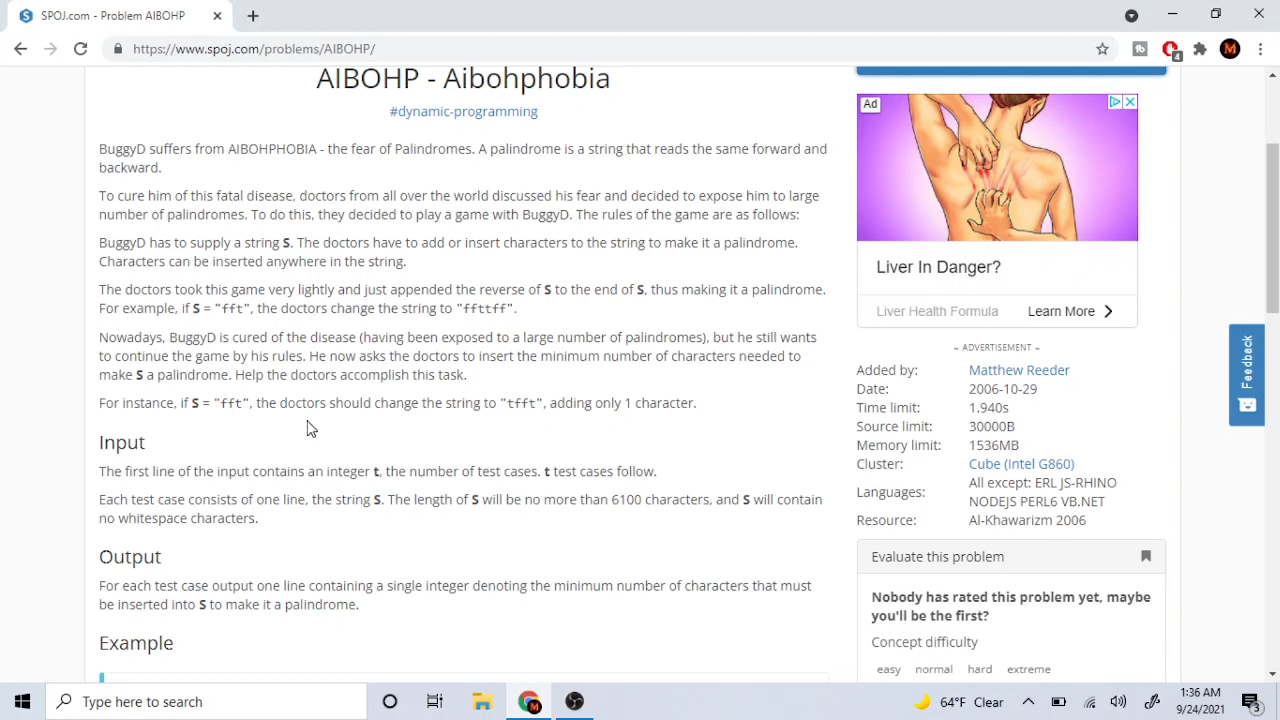 SPOJ.com - Problem AIBOHP
https://www.spoj.com/problems/AIBOHP/
4
M
AIBOHP - Aibohphobia
#dynamic-programming
BuggyD suffers from AIBOHPHOBIA - the fear of Palindromes. A palindrome is a string that reads the same forward and
backward.
To cure him of this fatal disease, doctors from all over the world discussed his fear and decided to expose him to large
number of palindromes. To do this, they decided to play a game with BuggyD. The rules of the game are as follows:
BuggyD has to supply a string S. The doctors have to add or insert characters to the string to make it a palindrome.
Characters can be inserted anywhere in the string.
The doctors took this game very lightly and just appended the reverse of S to the end of S, thus making it a palindrome.
For example, if S = "fft", the doctors change the string to "ffttff".
Nowadays, BuggyD is cured of the disease (having been exposed to a large number of palindromes), but he still wants
to continue the game by his rules. He now asks the doctors to insert the minimum number of characters needed to
make S a palindrome. Help the doctors accomplish this task.
For instance, if S = "fft", the doctors should change the string to "tfft", adding only 1 character.
Input
The first line of the input contains an integer t, the number of test cases. t test cases follow.
Each test case consists of one line, the string S. The length of S will be no more than 6100 characters, and S will contain
no whitespace characters.
Output
For each test case output one line containing a single integer denoting the minimum number of characters that must
be inserted into S to make it a palindrome.
Example
Ad
Liver In Danger?
Liver Health Formula Learn More
~ ADVERTISEMENT ~
Added by: Matthew Reeder
Date: 2006-10-29
Time limit: 1.940s
Source limit: 30000B
Memory limit: 1536MB
Cluster: Cube (Intel G860)
Languages: All except: ERL JS-RHINO
NODEJS PERL6 VB.NET
Resource: Al-Khawarizm 2006
Evaluate this problem
Nobody has rated this problem yet, maybe
you'll be the first?
Concept difficulty
easy normal hard extreme
Feedback
Type here to search
M
64°F Clear
1:36 AM
9/24/2021
3